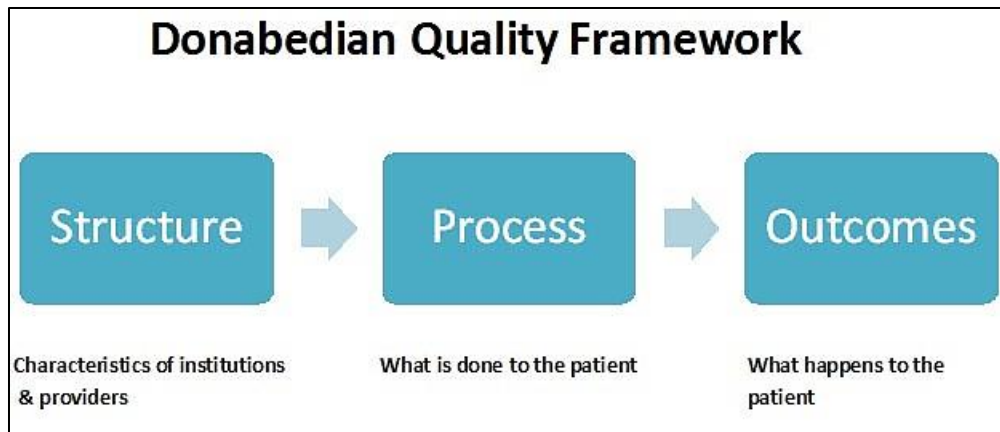 Donabedian Quality Framework
Structure
Process
Outcomes
Characteristics of institutions
& providers
What is done to the patient
What happens to the
patient